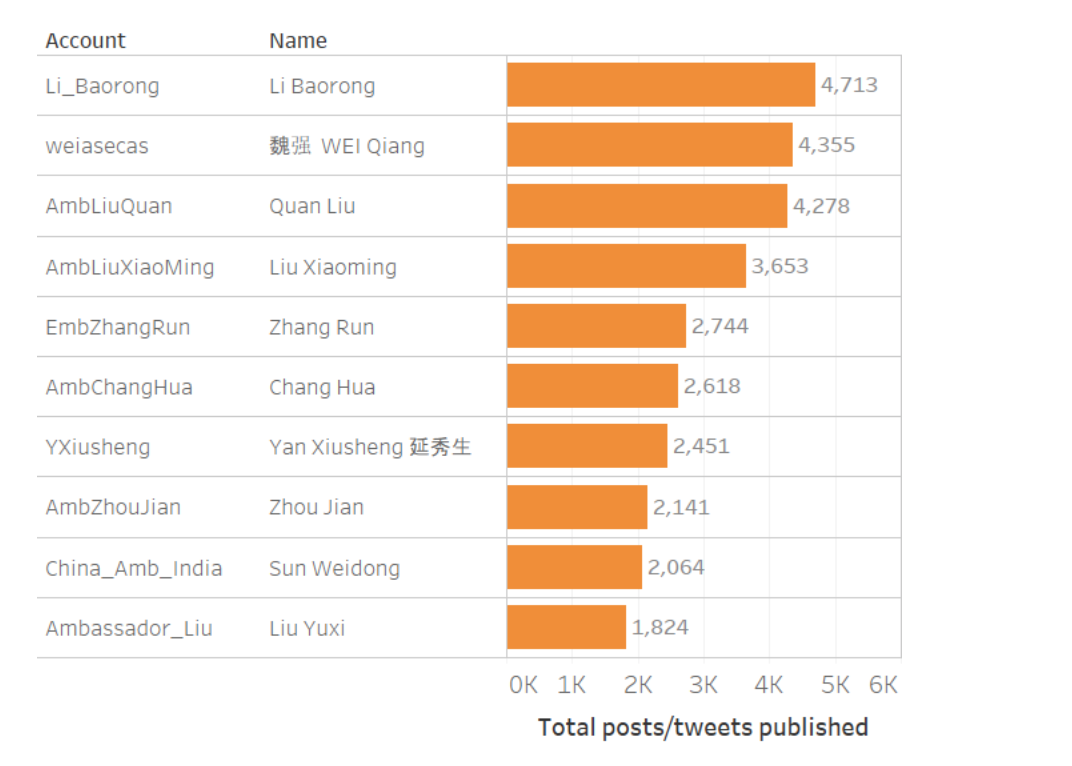 Account Name
Li_Baorong Li Baorong 4,713
weiasecas 魏强 WEI Qiang 4,355
AmbLiuQuan Quan Liu 4,278
AmbLiuXiaoMing Liu Xiaoming 3,653
EmbZhangRun Zhang Run 2,744
AmbChangHua Chang Hua 2,618
YXiusheng Yan Xiusheng 延秀生 2,451
AmbZhouJian Zhou Jian 2,141
China_Amb_India Sun Weidong 2,064
Ambassador_Liu Liu Yuxi 1,824
0K 1K 2K 3K 4K 5K 6K
Total posts/tweets published